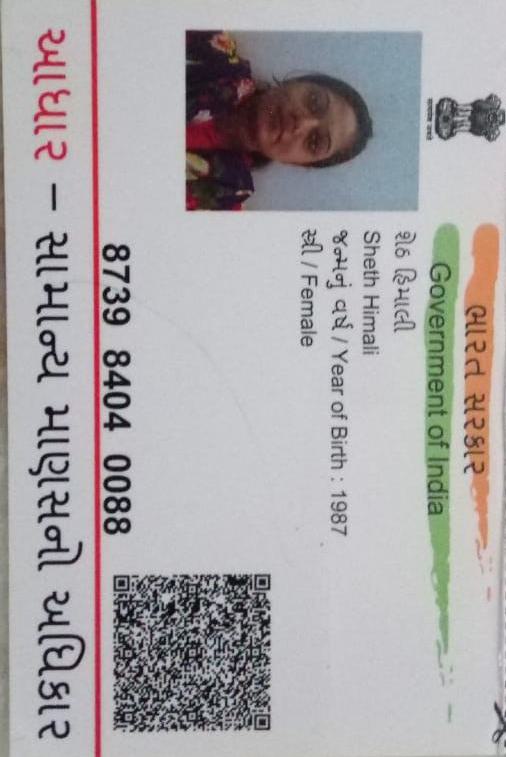 ભારત સરકાર
Government of India
શેઠ હિમાલી
Sheth Himali
જન્મનું વર્ષ / Year of Birth : 1987
સ્ત્રી / Female
8739 8404 0088
આધાર – સામાન્ય માણસનો અધિકાર